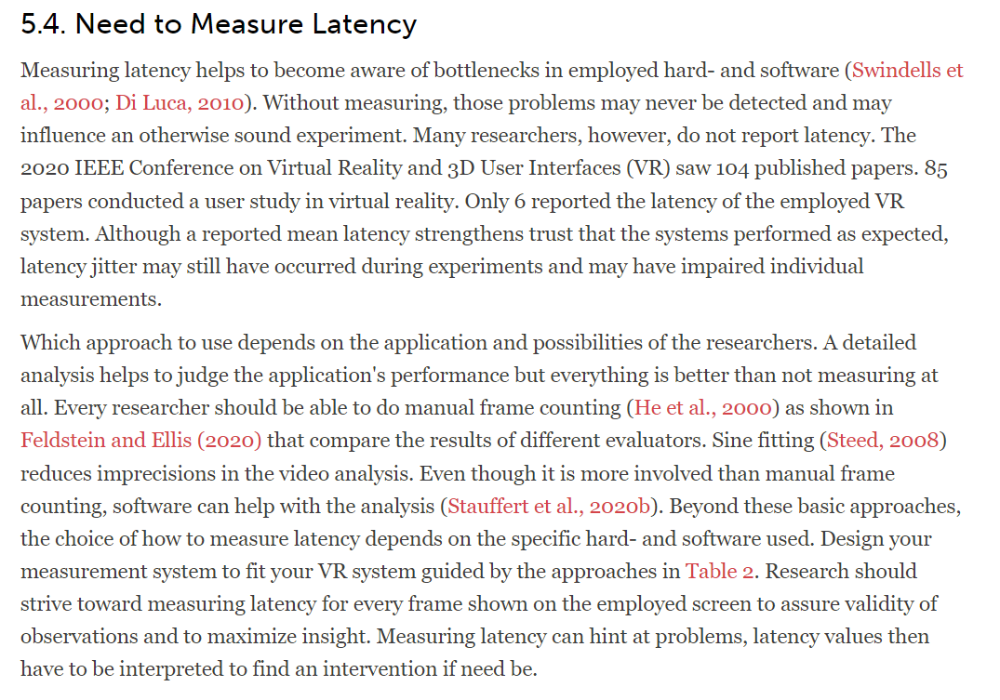 5.4. Need to Measure Latency
Measuring latency helps to become aware of bottlenecks in employed hard- and software (Swindells et
al., 2000; Di Luca, 2010). Without measuring, those problems may never be detected and may
influence an otherwise sound experiment. Many researchers, however, do not report latency. The
2020 IEEE Conference on Virtual Reality and 3D User Interfaces (VR) saw 104 published papers. 85
papers conducted a user study in virtual reality. Only 6 reported the latency of the employed VR
system. Although a reported mean latency strengthens trust that the systems performed as expected,
latency jitter may still have occurred during experiments and may have impaired individual
measurements.
Which approach to use depends on the application and possibilities of the researchers. A detailed
analysis helps to judge the application's performance but everything is better than not measuring at
all. Every researcher should be able to do manual frame counting (He et al., 2000) as shown in
Feldstein and Ellis (2020) that compare the results of different evaluators. Sine fitting (Steed, 2008)
reduces imprecisions in the video analysis. Even though it is more involved than manual frame
counting, software can help with the analysis (Stauffert et al., 2020b). Beyond these basic approaches,
the choice of how to measure latency depends on the specific hard- and software used. Design your
measurement system to fit your VR system guided by the approaches in Table 2. Research should
strive toward measuring latency for every frame shown on the employed screen to assure validity of
observations and to maximize insight. Measuring latency can hint at problems, latency values then
have to be interpreted to find an intervention if need be.